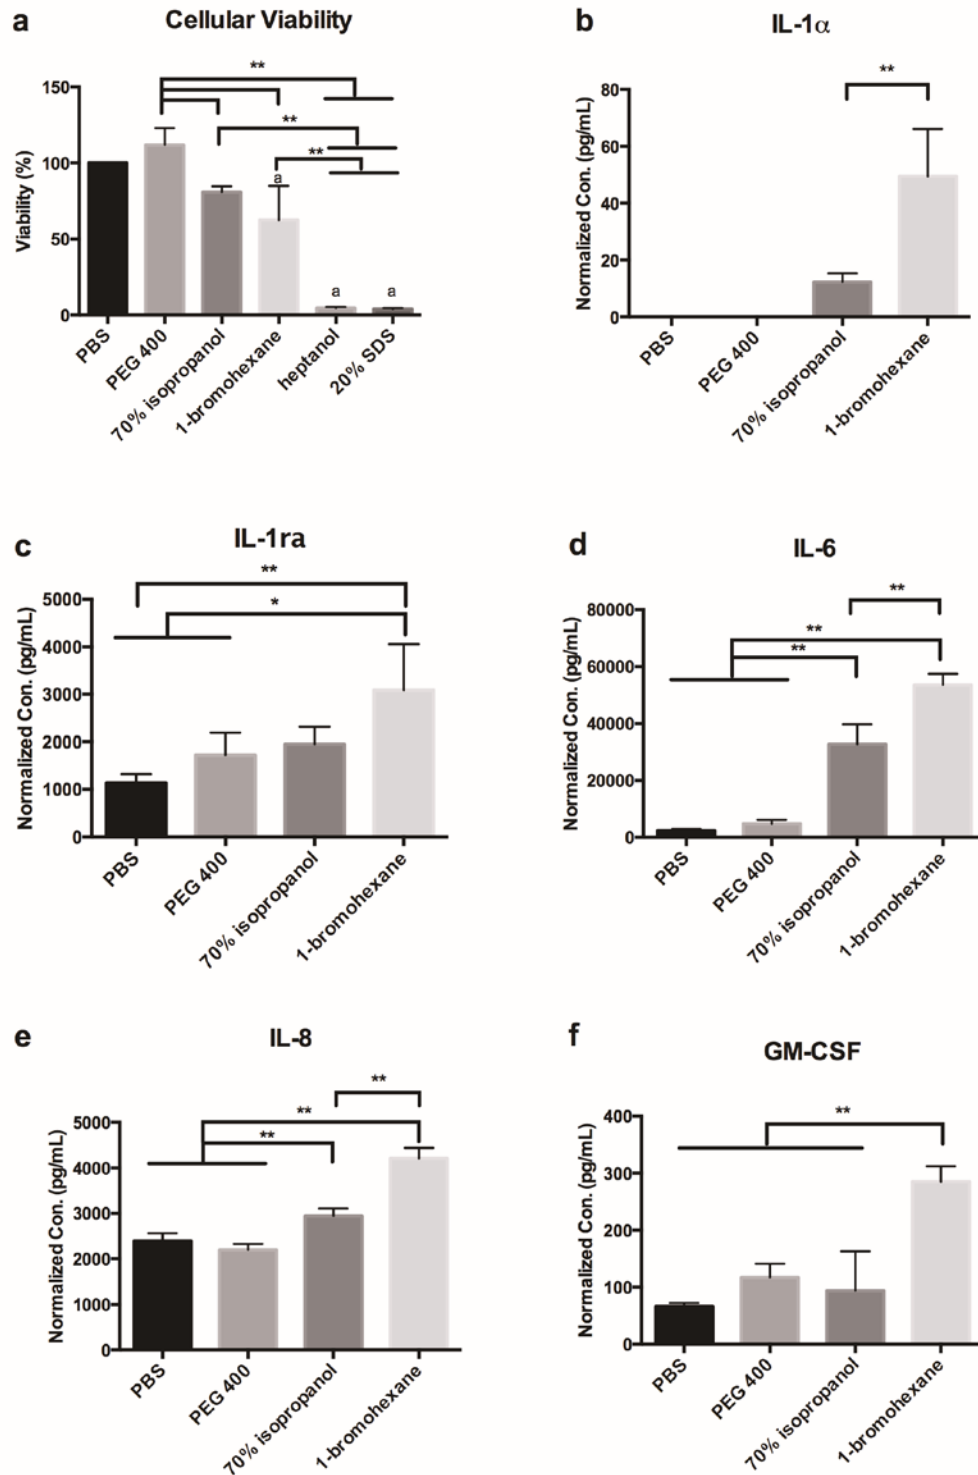 a
Cellular Viability
**
150
**
100
**
a
50
a
a
0
Viability (%)
PBS
PEG 400
70% isopropanol
1-bromohexane
heptanol
20% SDS
b
IL-1α
80
**
60
40
20
0
Normalized Con. (pg/mL)
PBS
PEG 400
70% isopropanol
1-bromohexane
c
IL-1ra
**
5000
*
4000
3000
2000
1000
0
Normalized Con. (pg/mL)
PBS
PEG 400
70% isopropanol
1-bromohexane
d
IL-6
**
80000
**
**
60000
40000
20000
0
Normalized Con. (pg/mL)
PBS
PEG 400
70% isopropanol
1-bromohexane
e
IL-8
**
**
5000
**
4000
3000
2000
1000
0
Normalized Con. (pg/mL)
PBS
PEG 400
70% isopropanol
1-bromohexane
f
GM-CSF
**
400
300
200
100
0
Normalized Con. (pg/mL)
PBS
PEG 400
70% isopropanol
1-bromohexane